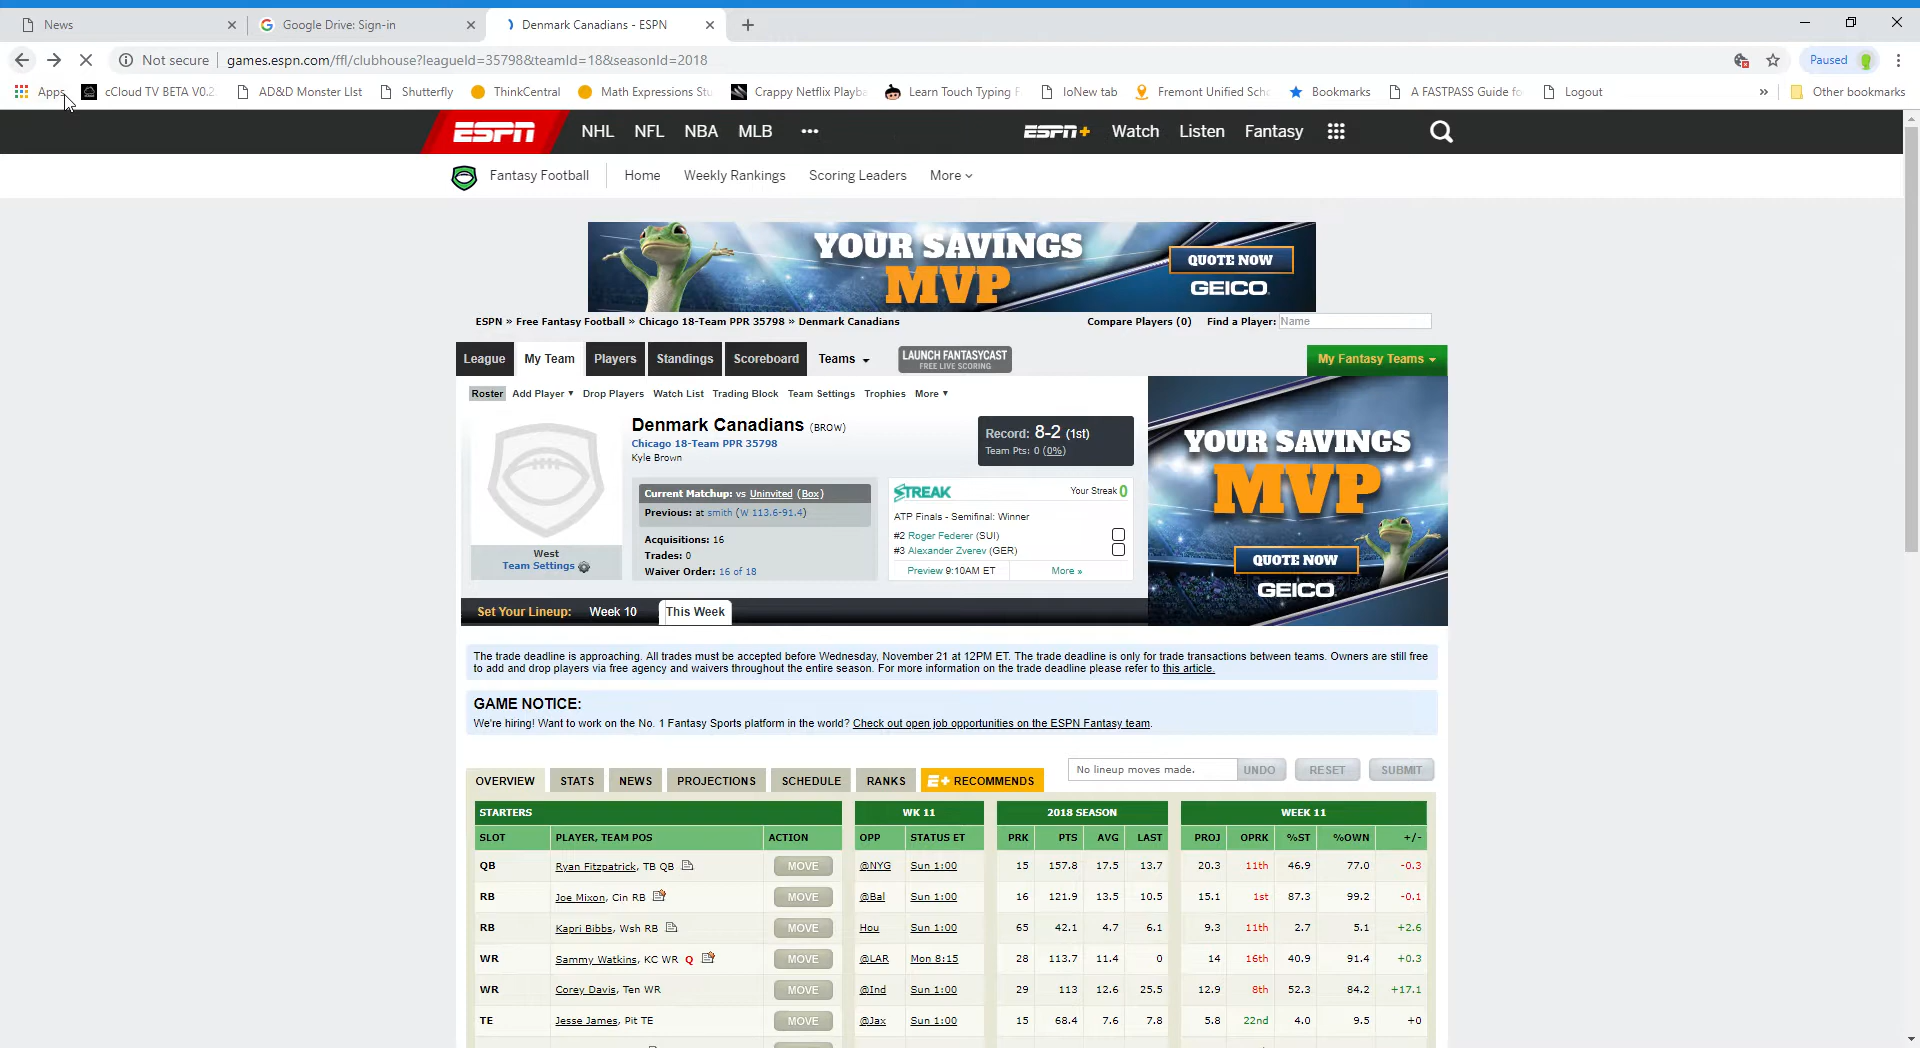 News
Google Drive: Sign-in
Denmark Canadians - ESPN
Not secure
games.espn.com/ffl/clubhouse?leagueId=35798&teamId=18&seasonId=2018
Paused
Apps
cCloud TV BETA V0.2
AD&D Monster LIst
Shutterfly
ThinkCentral
Math Expressions Stu
Crappy Netflix Playba
Learn Touch Typing F
IoNew tab
Fremont Unified Scho
Bookmarks
A FASTPASS Guide fo
Logout
»
Other bookmarks
ESPN NHL NFL NBA MLB •••
ESPN+ Watch Listen Fantasy
Fantasy Football Home Weekly Rankings Scoring Leaders More
YOUR SAVINGS
MVP
QUOTE NOW
GEICO
ESPN » Free Fantasy Football » Chicago 18-Team PPR 35798 » Denmark Canadians
Compare Players (0) Find a Player: Name
League My Team Players Standings Scoreboard Teams
LAUNCH FANTASYCAST
FREE LIVE SCORING
My Fantasy Teams
Roster Add Player Drop Players Watch List Trading Block Team Settings Trophies More
Denmark Canadians (BROW)
Chicago 18-Team PPR 35798
Kyle Brown
Record: 8-2 (1st)
Team Pts: 0 (0%)
West
Team Settings
Current Matchup: vs Uninvited (Box)
Previous: at smith (W 113.6-91.4)
Acquisitions: 16
Trades: 0
Waiver Order: 16 of 18
STREAK Your Streak 0
ATP Finals - Semifinal: Winner
#2 Roger Federer (SUI)
#3 Alexander Zverev (GER)
Preview 9:10AM ET More »
YOUR SAVINGS
MVP
QUOTE NOW
GEICO
Set Your Lineup: Week 10 This Week
The trade deadline is approaching. All trades must be accepted before Wednesday, November 21 at 12PM ET. The trade deadline is only for trade transactions between teams. Owners are still free
to add and drop players via free agency and waivers throughout the entire season. For more information on the trade deadline please refer to this article.
GAME NOTICE:
We're hiring! Want to work on the No. 1 Fantasy Sports platform in the world? Check out open job opportunities on the ESPN Fantasy team.
OVERVIEW STATS NEWS PROJECTIONS SCHEDULE RANKS E+ RECOMMENDS
No lineup moves made. UNDO RESET SUBMIT
STARTERS WK 11 2018 SEASON WEEK 11
SLOT PLAYER, TEAM POS ACTION OPP STATUS ET PRK PTS AVG LAST PROJ OPRK %ST %OWN +/-
QB Ryan Fitzpatrick, TB QB MOVE @NYG Sun 1:00 15 157.8 17.5 13.7 20.3 11th 46.9 77.0 -0.3
RB Joe Mixon, Cin RB MOVE @Bal Sun 1:00 16 121.9 13.5 10.5 15.1 1st 87.3 99.2 -0.1
RB Kapri Bibbs, Wsh RB MOVE Hou Sun 1:00 65 42.1 4.7 6.1 9.3 11th 2.7 5.1 +2.6
WR Sammy Watkins, KC WR Q MOVE @LAR Mon 8:15 28 113.7 11.4 0 14 16th 40.9 91.4 +0.3
WR Corey Davis, Ten WR MOVE @Ind Sun 1:00 29 113 12.6 25.5 12.9 8th 52.3 84.2 +17.1
TE Jesse James, Pit TE MOVE @Jax Sun 1:00 15 68.4 7.6 7.8 5.8 22nd 4.0 9.5 +0